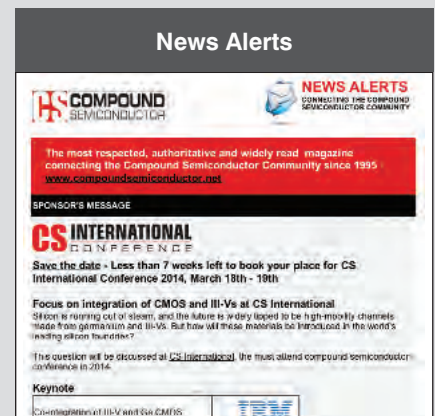 News Alerts
COMPOUND
SEMICONDUCTOR
NEWS ALERTS
CONNECTING THE COMPOUND
SEMICONDUCTOR COMMUNITY
The most respected, authoritative and widely read magazine
connecting the Compound Semiconductor Community since 1995
www.compoundsemiconductor.net
SPONSOR'S MESSAGE
CS INTERNATIONAL
CONFERENCE
Save the date - Less than 7 weeks left to book your place for CS
International Conference 2014, March 18th - 19th
Focus on integration of CMOS and III-Vs at CS International
Silicon is running out of steam, and the future is widely tipped to be high-mobility channels
made from germanium and III-Vs. But how will these materials be introduced in the world's
leading silicon foundries?
This question will be discussed at CS International, the must attend compound semiconductor
conference in 2014.
Keynote
Co-integration of III-V and Ge CMOS
IBM